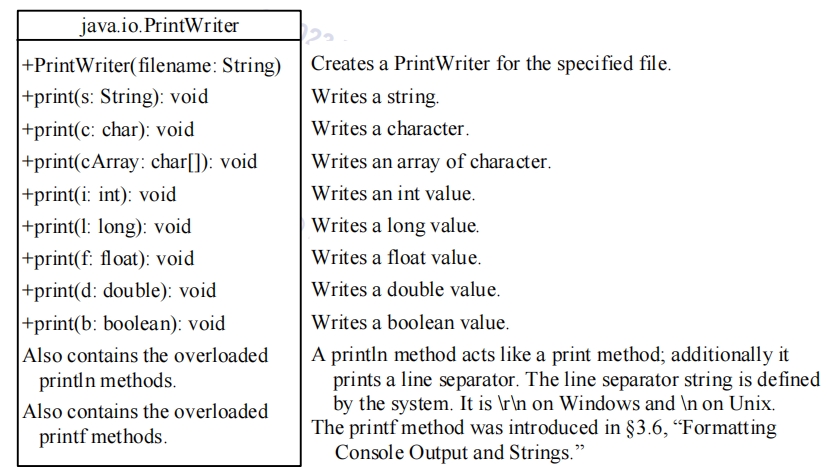 java.io.PrintWriter
+PrintWriter(filename: String) Creates a PrintWriter for the specified file.
+print(s: String): void Writes a string.
+print(c: char): void Writes a character.
+print(cArray: char[]): void Writes an array of character.
+print(i: int): void Writes an int value.
+print(l: long): void Writes a long value.
+print(f: float): void Writes a float value.
+print(d: double): void Writes a double value.
+print(b: boolean): void Writes a boolean value.
Also contains the overloaded
println methods.
Also contains the overloaded
printf methods.
A println method acts like a print method; additionally it
prints a line separator. The line separator string is defined
by the system. It is \r\n on Windows and \n on Unix.
The printf method was introduced in §3.6, “Formatting
Console Output and Strings.”